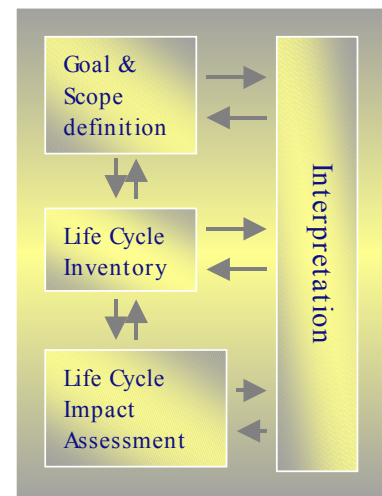 Goal &
Scope
definition
Life Cycle
Inventory
Life Cycle
Impact
Assessment
Interpretation